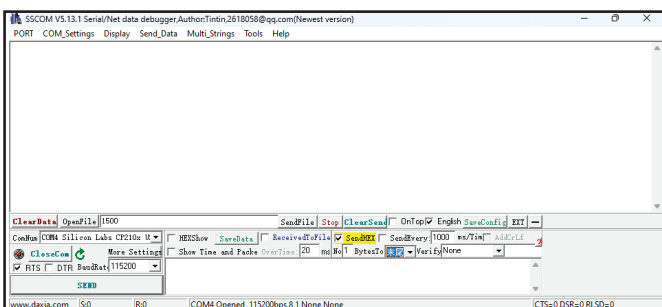 SSCOM V5.13.1 Serial/Net data debugger,Author:Tintin,2618058@qq.com(Newest version)
PORT COM_Settings Display Send_Data Multi_Strings Tools Help
ClearData OpenFile 1500 SendFile Stop ClearSend OnTop English SaveConfig EXT —
ComNum COM4 Silicon Labs CP210x U HEXShow SaveData ReceivedToFile SendHEX SendEvery: 1000 ms/Tim AddCrLf
CloseCom More Settings Show Time and Packe OverTime: 20 ms No 1 BytesTo 末尾 Verify None
RTS DTR BaudRat 115200
SEND
www.daxia.com S:0 R:0 COM4 Opened 115200bps,8,1,None,None CTS=0 DSR=0 RLSD=0